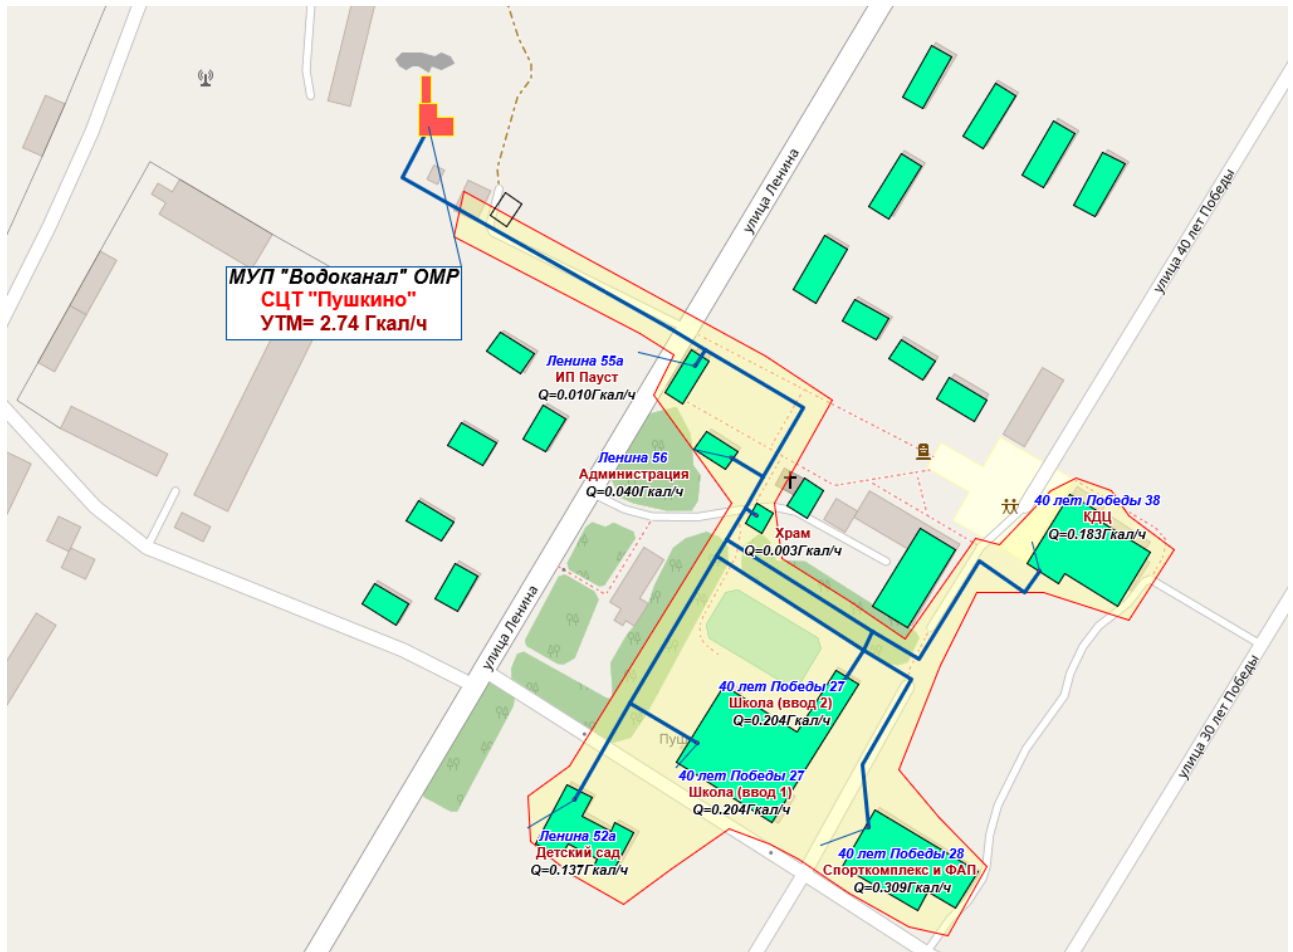 улица Ленина
улица 40 лет Победы
МУП "Водоканал" ОМР
СЦТ "Пушкино"
УТМ= 2.74 Гкал/ч
Ленина 55а
ИП Пауст
Q=0.010Гкал/ч
Ленина 56
Администрация
Q=0.040Гкал/ч
40 лет Победы 38
КДЦ
Q=0.183Гкал/ч
Храм
Q=0.003Гкал/ч
улица Ленина
40 лет Победы 27
Школа (ввод 2)
Q=0.204Гкал/ч
улица 30 лет Победы
Пуш
40 лет Победы 27
Школа (ввод 1)
Q=0.204Гкал/ч
Ленина 52а
Детский сад
Q=0.137Гкал/ч
40 лет Победы 28
Спорткомплекс и ФАП
Q=0.309Гкал/ч